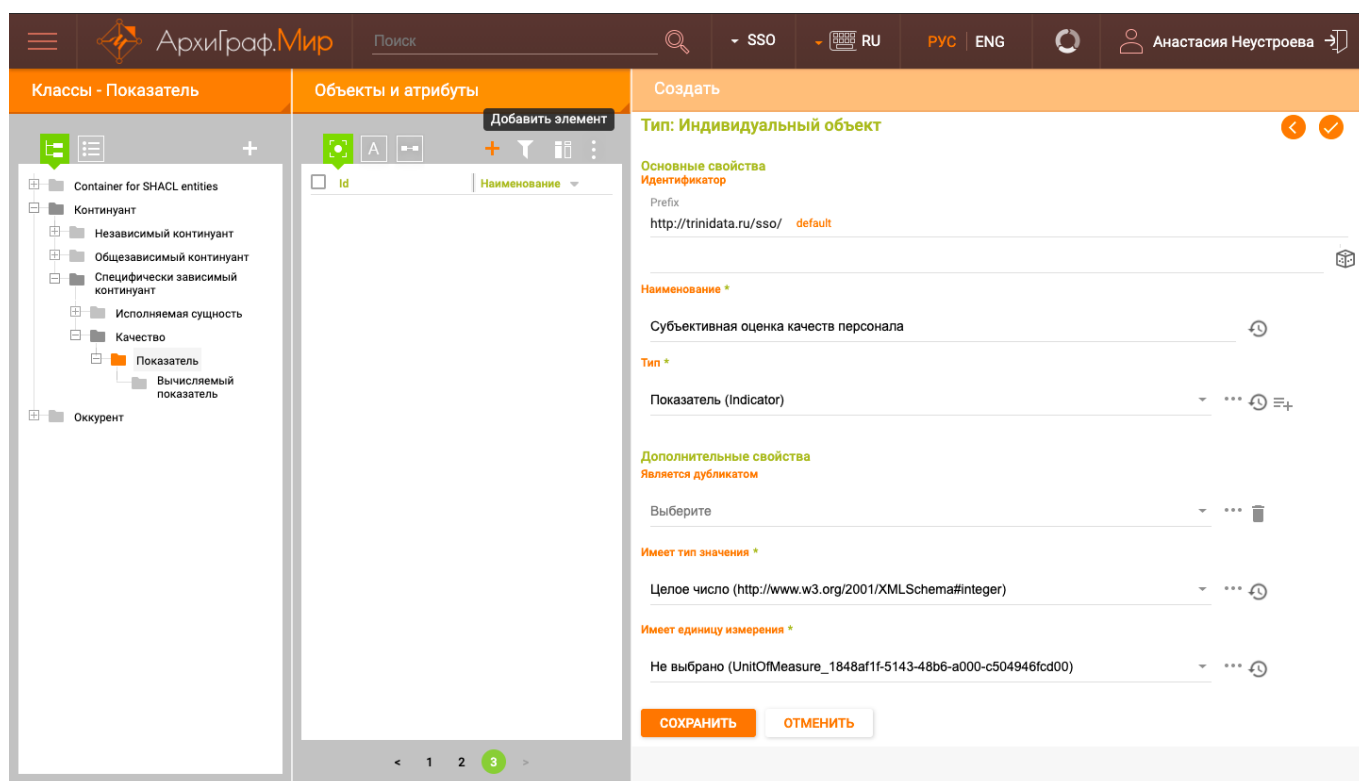 АрхиГраф.Мир
Поиск
SSO
RU
РУС | ENG
Анастасия Неустроева
Классы - Показатель
Container for SHACL entities
Континуант
Независимый континуант
Общезависимый континуант
Специфически зависимый
континуант
Исполняемая сущность
Качество
Показатель
Вычисляемый
показатель
Оккурент
Объекты и атрибуты
Добавить элемент
A
Id
Наименование
< 1 2 3 >
Создать
Тип: Индивидуальный объект
Основные свойства
Идентификатор
Prefix
http://trinidata.ru/sso/ default
Наименование *
Субъективная оценка качеств персонала
Тип *
Показатель (Indicator)
Дополнительные свойства
Является дубликатом
Выберите
Имеет тип значения *
Целое число (http://www.w3.org/2001/XMLSchema#integer)
Имеет единицу измерения *
Не выбрано (UnitOfMeasure_1848af1f-5143-48b6-a000-c504946fcd00)
СОХРАНИТЬ
ОТМЕНИТЬ